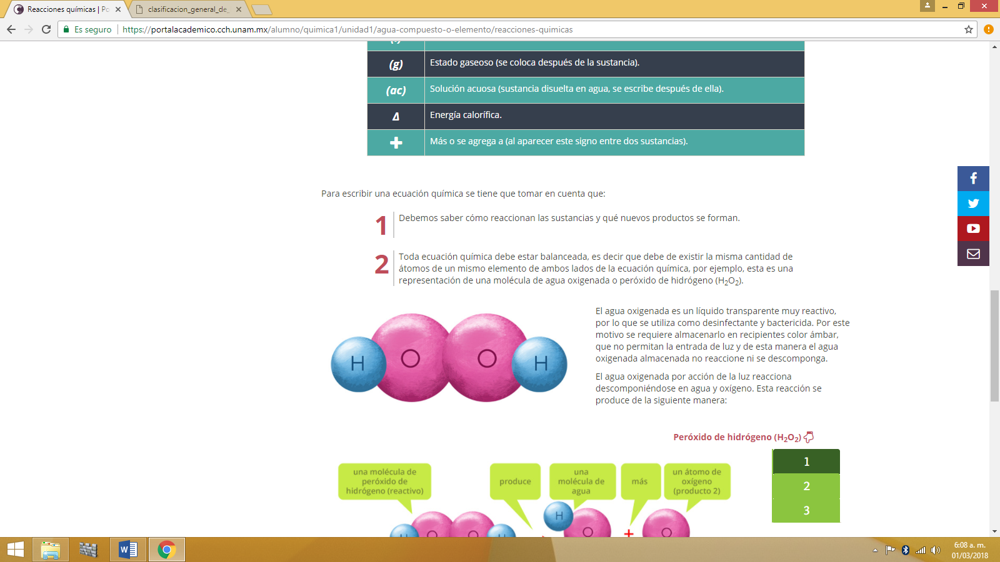 Reacciones químicas | Po
clasificacion_general_de_
Es seguro
https://portalacademico.cch.unam.mx/alumno/quimica1/unidad1/agua-compuesto-o-elemento/reacciones-quimicas
(g) Estado gaseoso (se coloca después de la sustancia).
(ac) Solución acuosa (sustancia disuelta en agua, se escribe después de ella).
Δ Energía calorífica.
+ Más o se agrega a (al aparecer este signo entre dos sustancias).
Para escribir una ecuación química se tiene que tomar en cuenta que:
1 Debemos saber cómo reaccionan las sustancias y qué nuevos productos se forman.
2 Toda ecuación química debe estar balanceada, es decir que debe de existir la misma cantidad de
átomos de un mismo elemento de ambos lados de la ecuación química, por ejemplo, esta es una
representación de una molécula de agua oxigenada o peróxido de hidrógeno (H₂O₂).
H O O H
El agua oxigenada es un líquido transparente muy reactivo,
por lo que se utiliza como desinfectante y bactericida. Por este
motivo se requiere almacenarlo en recipientes color ámbar,
que no permitan la entrada de luz y de esta manera el agua
oxigenada almacenada no reaccione ni se descomponga.
El agua oxigenada por acción de la luz reacciona
descomponiéndose en agua y oxígeno. Esta reacción se
produce de la siguiente manera:
Peróxido de hidrógeno (H₂O₂)
1
2
3
una molécula de
peróxido de
hidrógeno (reactivo)
produce
una
molécula de
agua
más
un átomo de
oxígeno
(producto 2)
H
H O O H O + O
6:08 a. m.
01/03/2018